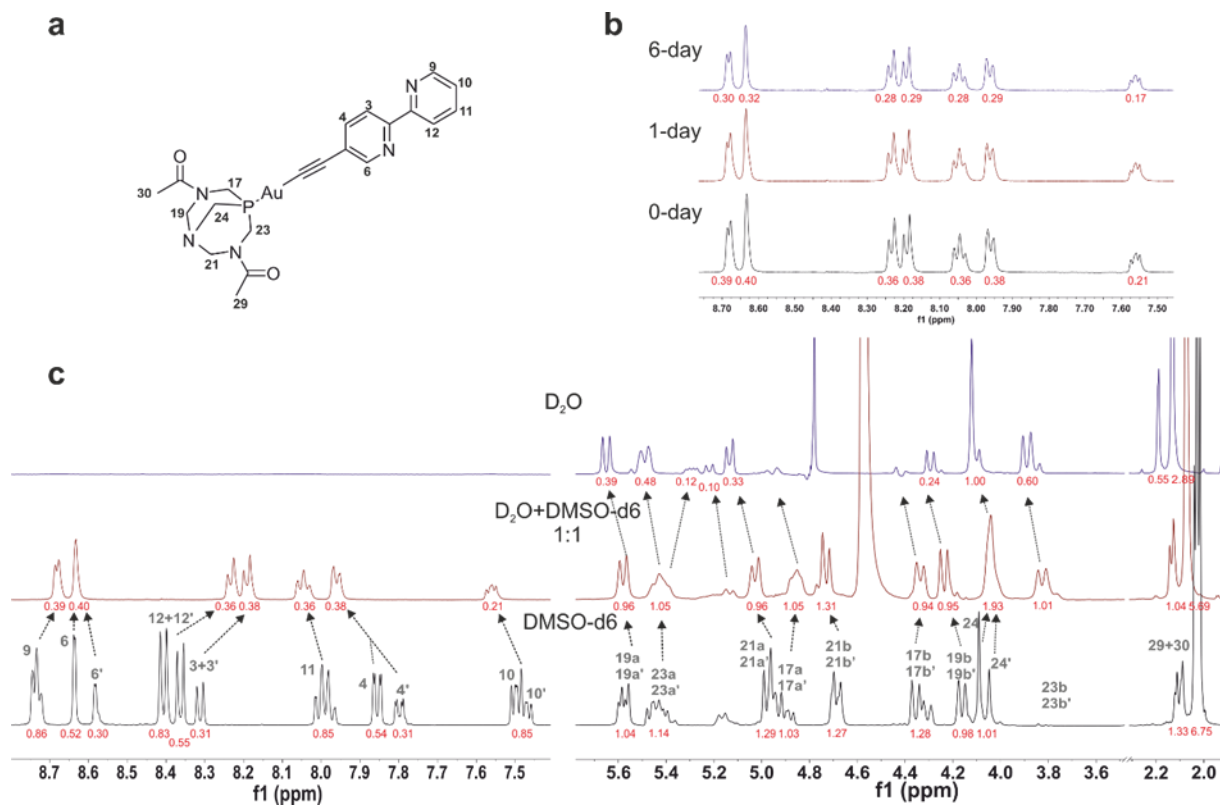 a
b
9
N
10
3
4
11
12
N
6
O
30
N
17
Au
P
19
24
23
N
21
N
O
29
6-day
0.30 0.32 0.28 0.29 0.28 0.29 0.17
1-day
0-day
0.39 0.40 0.36 0.38 0.36 0.38 0.21
8.70 8.60 8.50 8.40 8.30 8.20 8.10 8.00 7.90 7.80 7.70 7.60 7.50
f1 (ppm)
c
D2O
0.39 0.48 0.12 0.10 0.33 0.24 1.00 0.60 0.55 2.89
D2O+DMSO-d6
1:1
0.39 0.40 0.36 0.38 0.36 0.38 0.21 0.96 1.05 0.96 1.05 1.31 0.94 0.95 1.93 1.01 1.04 5.69
DMSO-d6
9 6 6' 12+12' 3+3' 11 4 4' 10 10'
19a
19a'
23a
23a'
21a
21a'
17a
17a'
21b
21b'
17b
17b'
19b
19b'
24
24'
23b
23b'
29+30
0.86 0.52 0.30 0.83 0.55 0.31 0.85 0.54 0.31 0.85 1.04 1.14 1.29 1.03 1.27 1.28 0.98 1.01 1.33 6.75
8.7 8.6 8.5 8.4 8.3 8.2 8.1 8.0 7.9 7.8 7.7 7.6 7.5
f1 (ppm)
5.6 5.4 5.2 5.0 4.8 4.6 4.4 4.2 4.0 3.8 3.6 2.2 2.1 2.0
f1 (ppm)